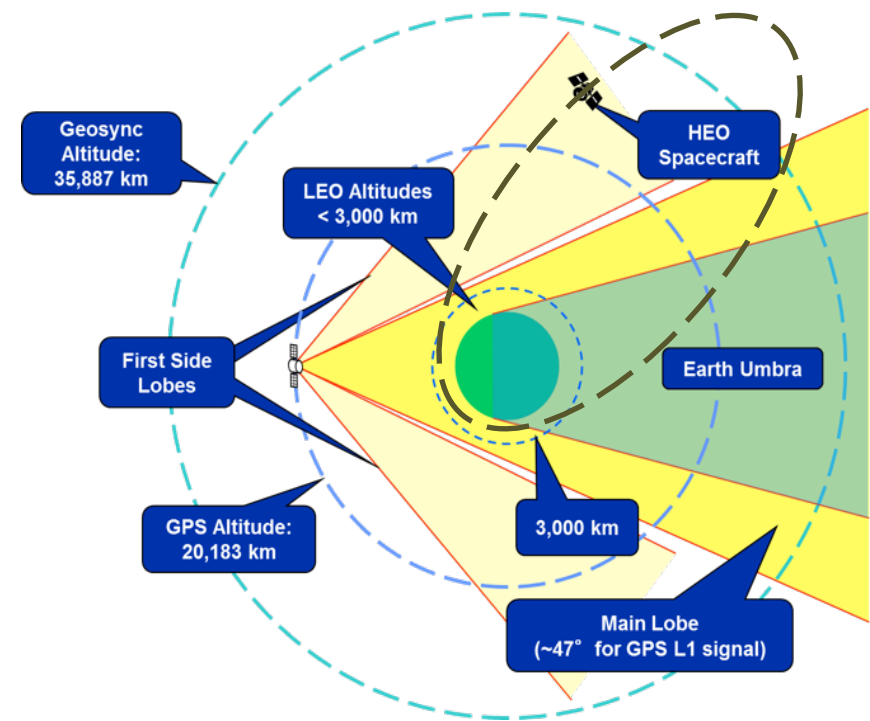 Geosync
Altitude:
35,887 km
HEO
Spacecraft
LEO Altitudes
< 3,000 km
First Side
Lobes
Earth Umbra
GPS Altitude:
20,183 km
3,000 km
Main Lobe
(~47° for GPS L1 signal)